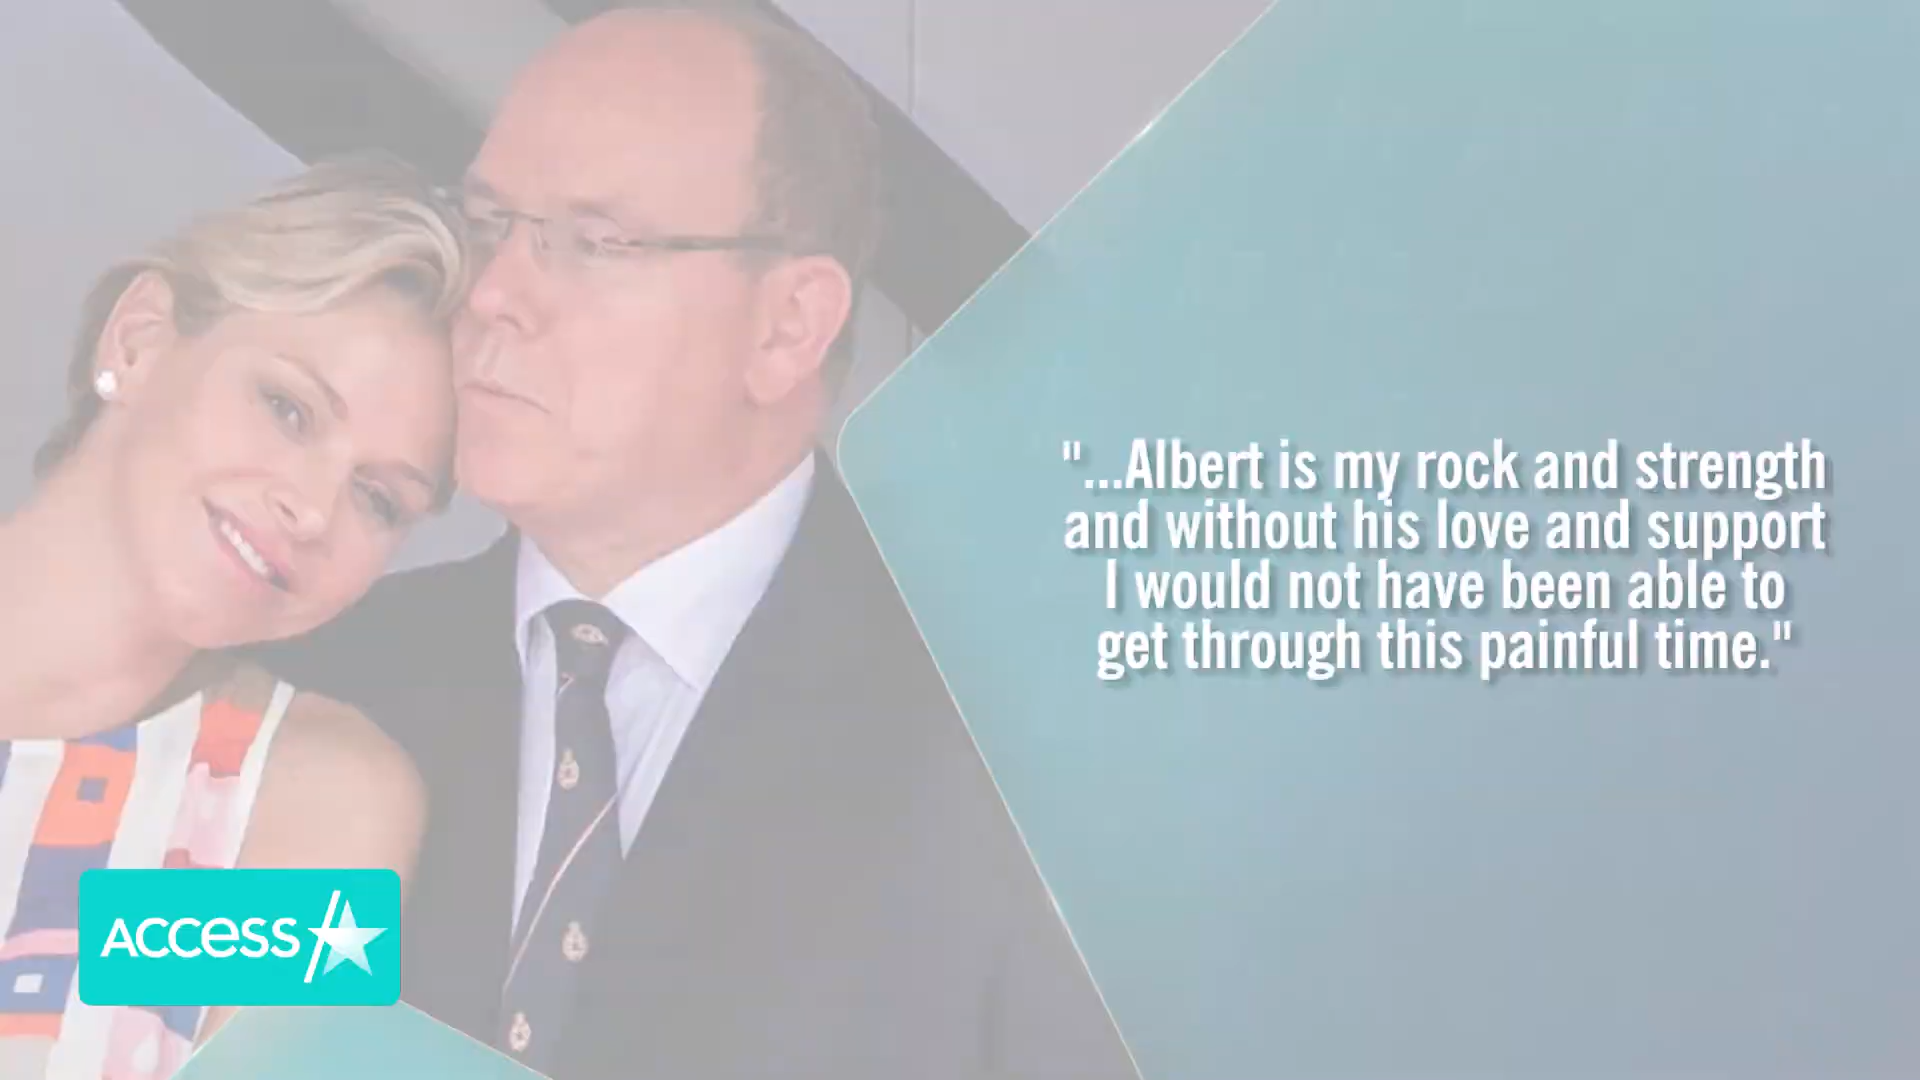 "...Albert is my rock and strength
and without his love and support
I would not have been able to
get through this painful time."
ACCESS